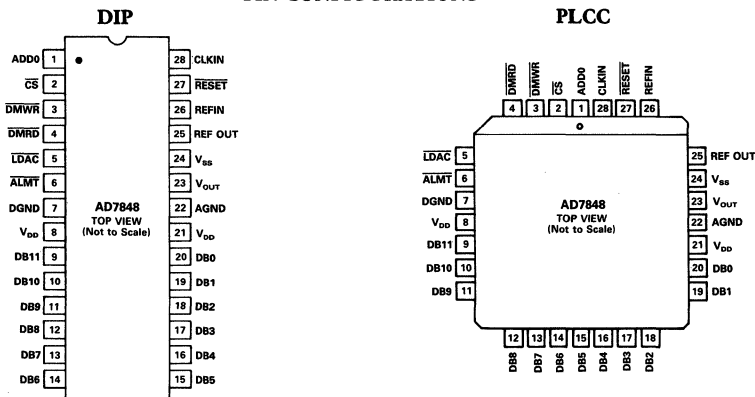 DIP
ADD0 1
CS 2
DMWR 3
DMRD 4
LDAC 5
ALMT 6
DGND 7
VDD 8
DB11 9
DB10 10
DB9 11
DB8 12
DB7 13
DB6 14
AD7848
TOP VIEW
(Not to Scale)
28 CLKIN
27 RESET
26 REFIN
25 REF OUT
24 VSS
23 VOUT
22 AGND
21 VDD
20 DB0
19 DB1
18 DB2
17 DB3
16 DB4
15 DB5
PLCC
DMRD
DMWR
CS
ADD0
CLKIN
RESET
REFIN
4 3 2 1 28 27 26
LDAC 5
ALMT 6
DGND 7
VDD 8
DB11 9
DB10 10
DB9 11
AD7848
TOP VIEW
(Not to Scale)
25 REF OUT
24 VSS
23 VOUT
22 AGND
21 VDD
20 DB0
19 DB1
12 13 14 15 16 17 18
DB8
DB7
DB6
DB5
DB4
DB3
DB2